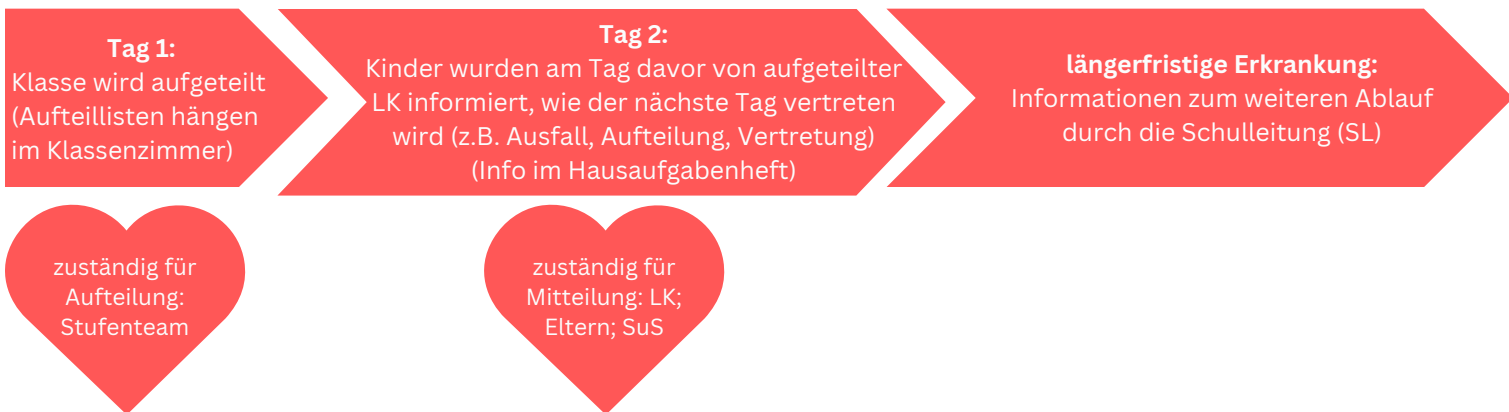 Tag 1:
Klasse wird aufgeteilt
(Aufteillisten hängen
im Klassenzimmer)
Tag 2:
Kinder wurden am Tag davor von aufgeteilter
LK informiert, wie der nächste Tag vertreten
wird (z.B. Ausfall, Aufteilung, Vertretung)
(Info im Hausaufgabenheft)
längerfristige Erkrankung:
Informationen zum weiteren Ablauf
durch die Schulleitung (SL)
zuständig für
Aufteilung:
Stufenteam
zuständig für
Mitteilung: LK;
Eltern; SuS